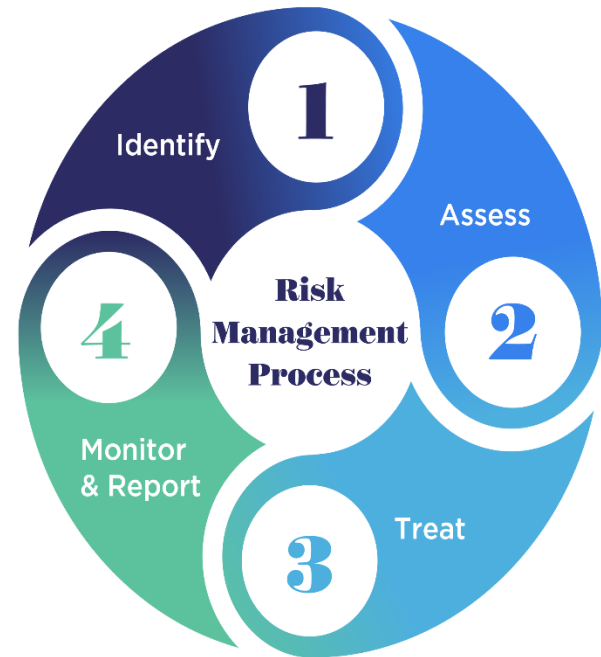 1
Identify
Assess
2
Risk
Management
Process
3
Treat
4
Monitor
& Report